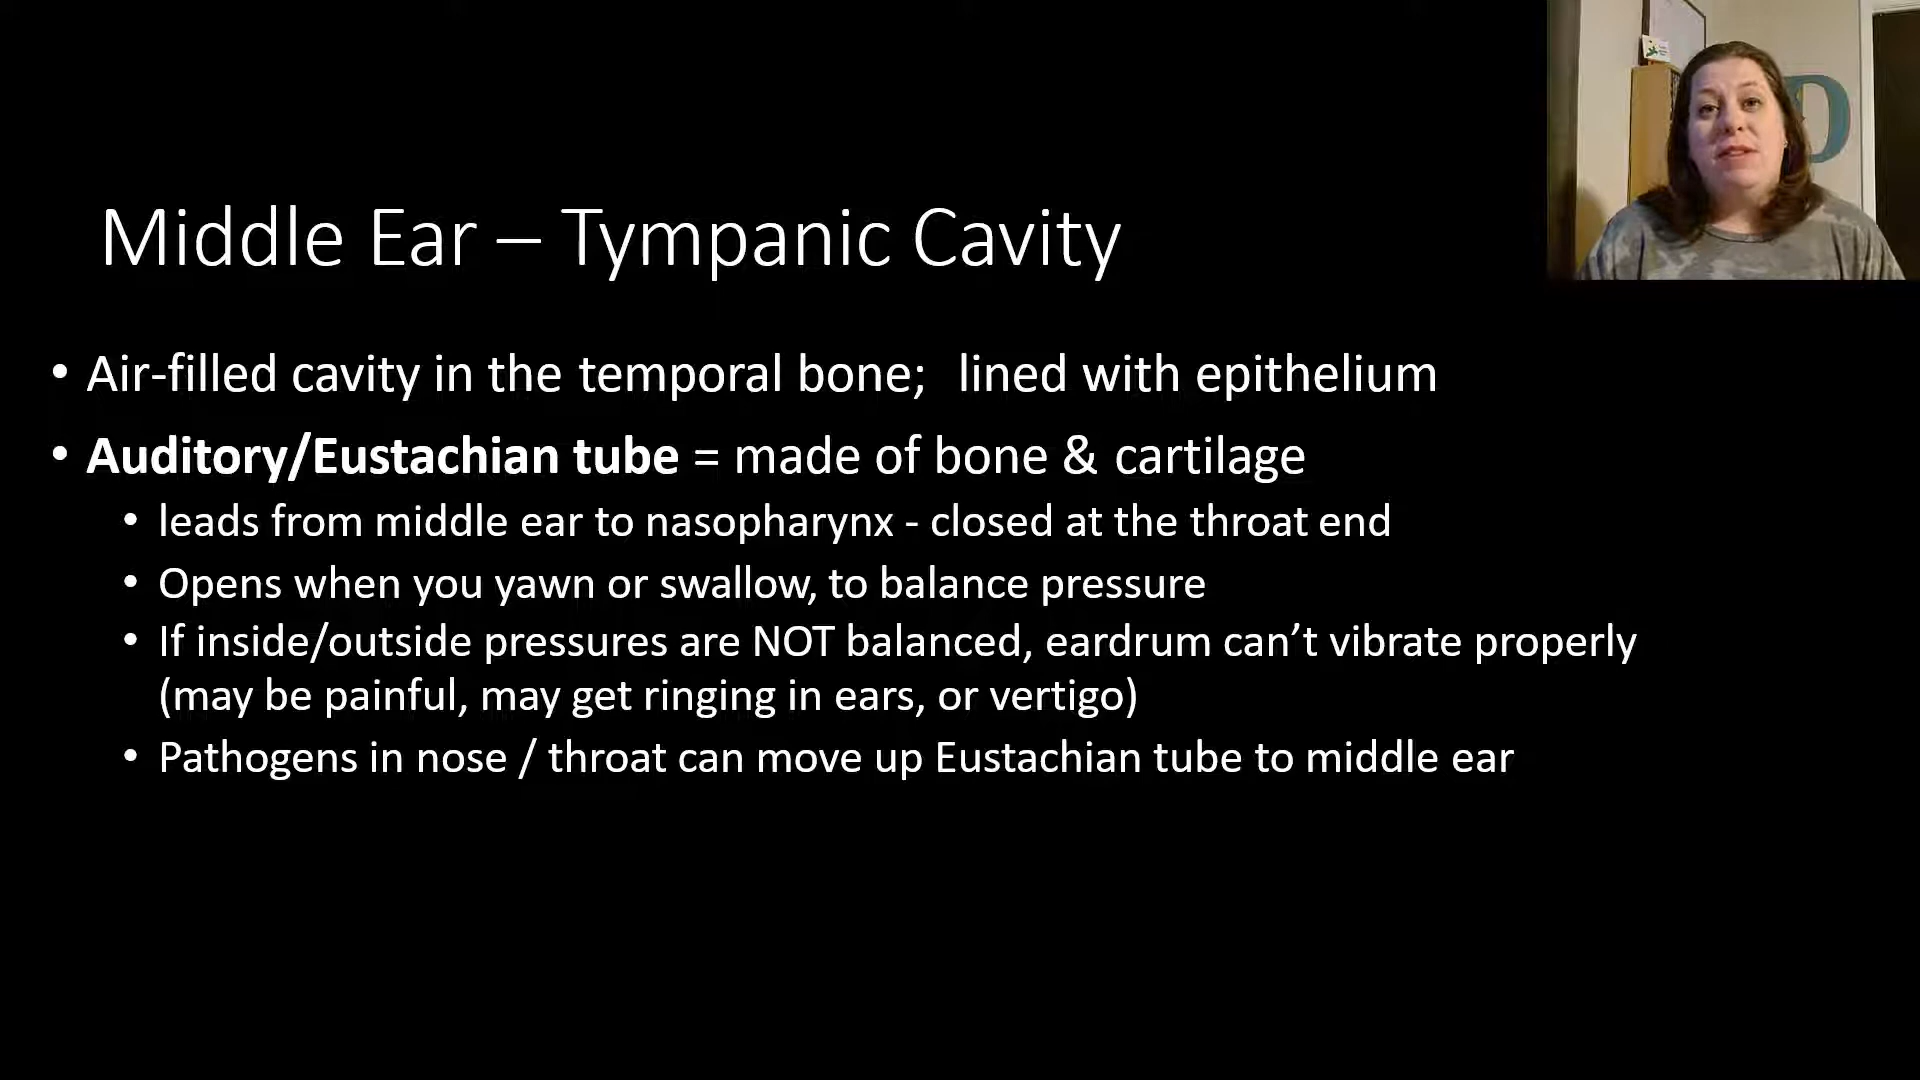 Middle Ear – Tympanic Cavity
• Air-filled cavity in the temporal bone; lined with epithelium
• Auditory/Eustachian tube = made of bone & cartilage
• leads from middle ear to nasopharynx - closed at the throat end
• Opens when you yawn or swallow, to balance pressure
• If inside/outside pressures are NOT balanced, eardrum can’t vibrate properly
(may be painful, may get ringing in ears, or vertigo)
• Pathogens in nose / throat can move up Eustachian tube to middle ear
D